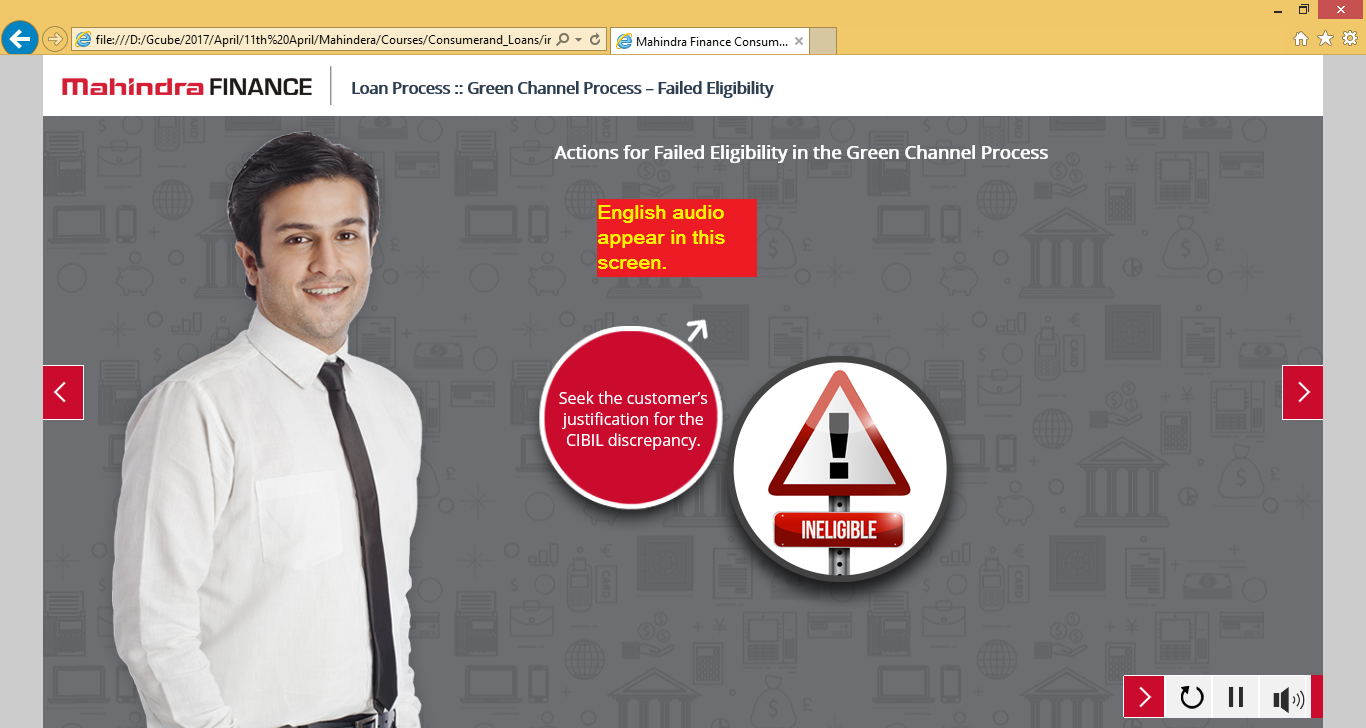 file:///D:/Gcube/2017/April/11th%20April/Mahindera/Courses/Consumerand_Loans/ir
Mahindra Finance Consum...
Mahindra FINANCE
Loan Process :: Green Channel Process – Failed Eligibility
Actions for Failed Eligibility in the Green Channel Process
English audio
appear in this
screen.
Seek the customer’s
justification for the
CIBIL discrepancy.
INELIGIBLE